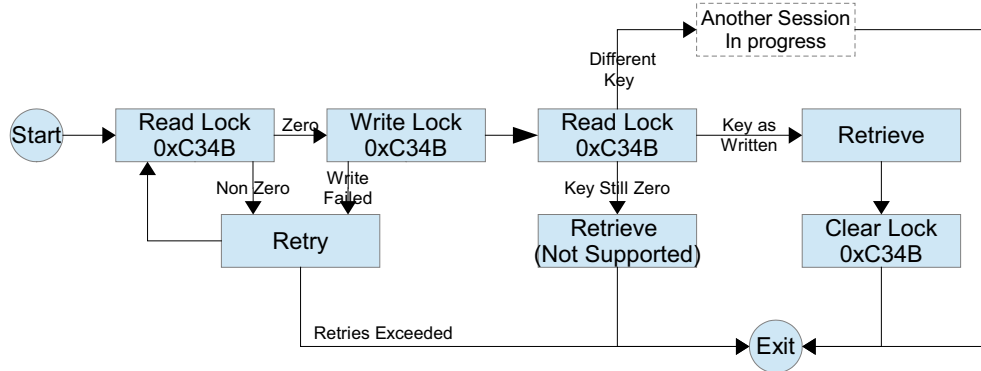 Another Session
In progress
Different
Key
Start
Read Lock
0xC34B
Zero
Write Lock
0xC34B
Read Lock
0xC34B
Key as
Written
Retrieve
Non Zero
Write
Failed
Key Still Zero
Retry
Retrieve
(Not Supported)
Clear Lock
0xC34B
Retries Exceeded
Exit